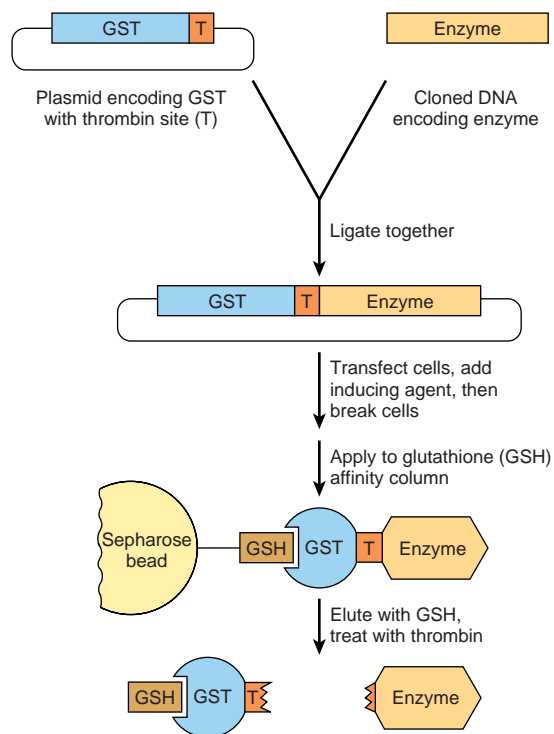 GST T
Enzyme
Plasmid encoding GST
with thrombin site (T)
Cloned DNA
encoding enzyme
Ligate together
GST T Enzyme
Transfect cells, add
inducing agent, then
break cells
Apply to glutathione (GSH)
affinity column
Sepharose
bead
GSH GST T Enzyme
Elute with GSH,
treat with thrombin
GSH GST T Enzyme